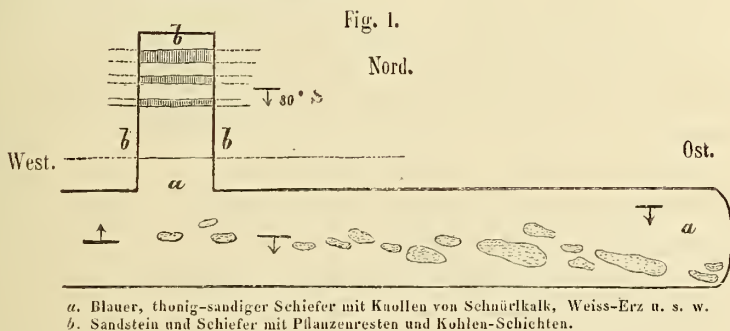 Fig. 1.
b
Nord.
80° S
b
b
West.
Ost.
a
a
a. Blauer, thonig-sandiger Schiefer mit Knollen von Schnürlkalk, Weiss-Erz u. s. w.
b. Sandstein und Schiefer mit Pflanzenresten und Kohlen-Schichten.